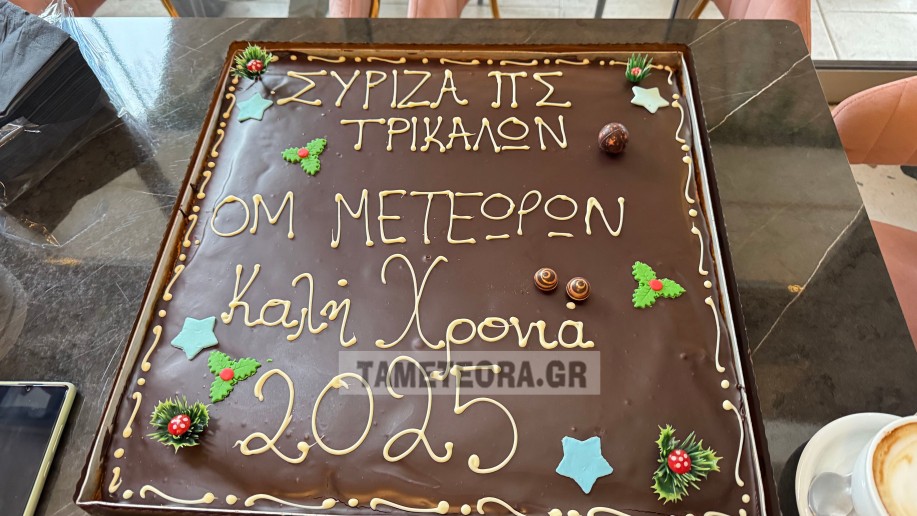 ΣΥΡΙΖΑ ΠΣ
ΤΡΙΚΑΛΩΝ
ΟΜ ΜΕΤΕΩΡΩΝ
Καλή Χρονιά
TAMETEORA.GR
2025